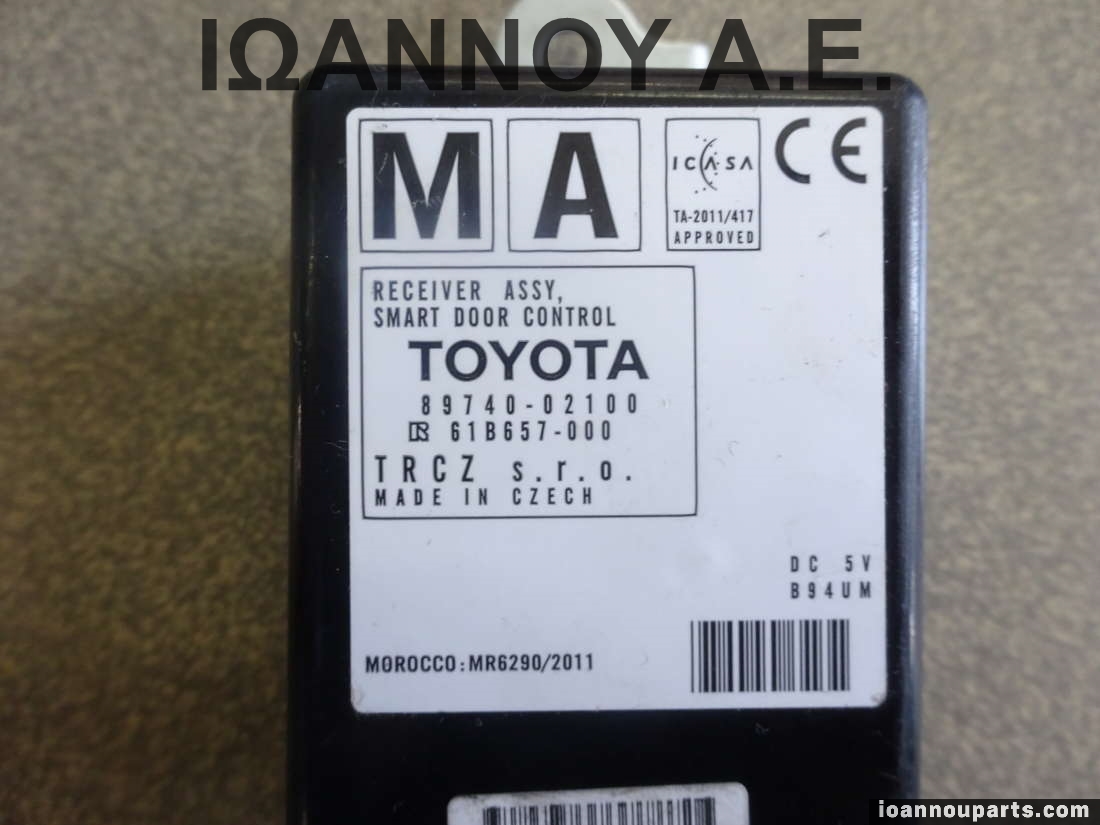 ΙΩΑΝΝΟΥ Α.Ε.
MA
ICASA
TA-2011/417
APPROVED
CE
RECEIVER ASSY,
SMART DOOR CONTROL
TOYOTA
89740-02100
61B657-000
TRCZ s.r.o.
MADE IN CZECH
DC 5V
B94UM
MOROCCO:MR6290/2011
ioannouparts.com